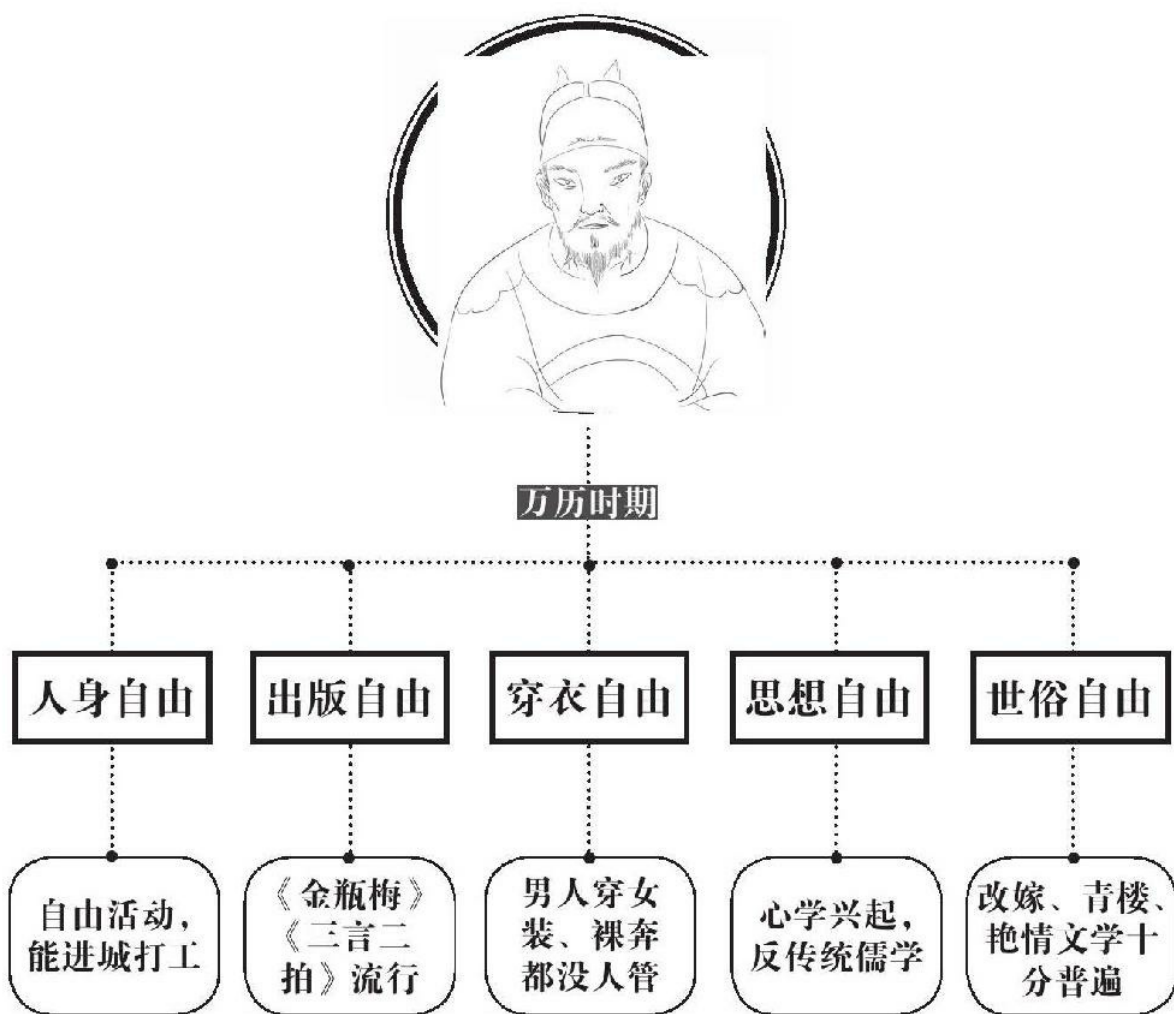 万历时期
人身自由
出版自由
穿衣自由
思想自由
世俗自由
自由活动，
能进城打工
《金瓶梅》
《三言二
拍》流行
男人穿女
装、裸奔
都没人管
心学兴起，
反传统儒学
改嫁、青楼、
艳情文学十
分普遍